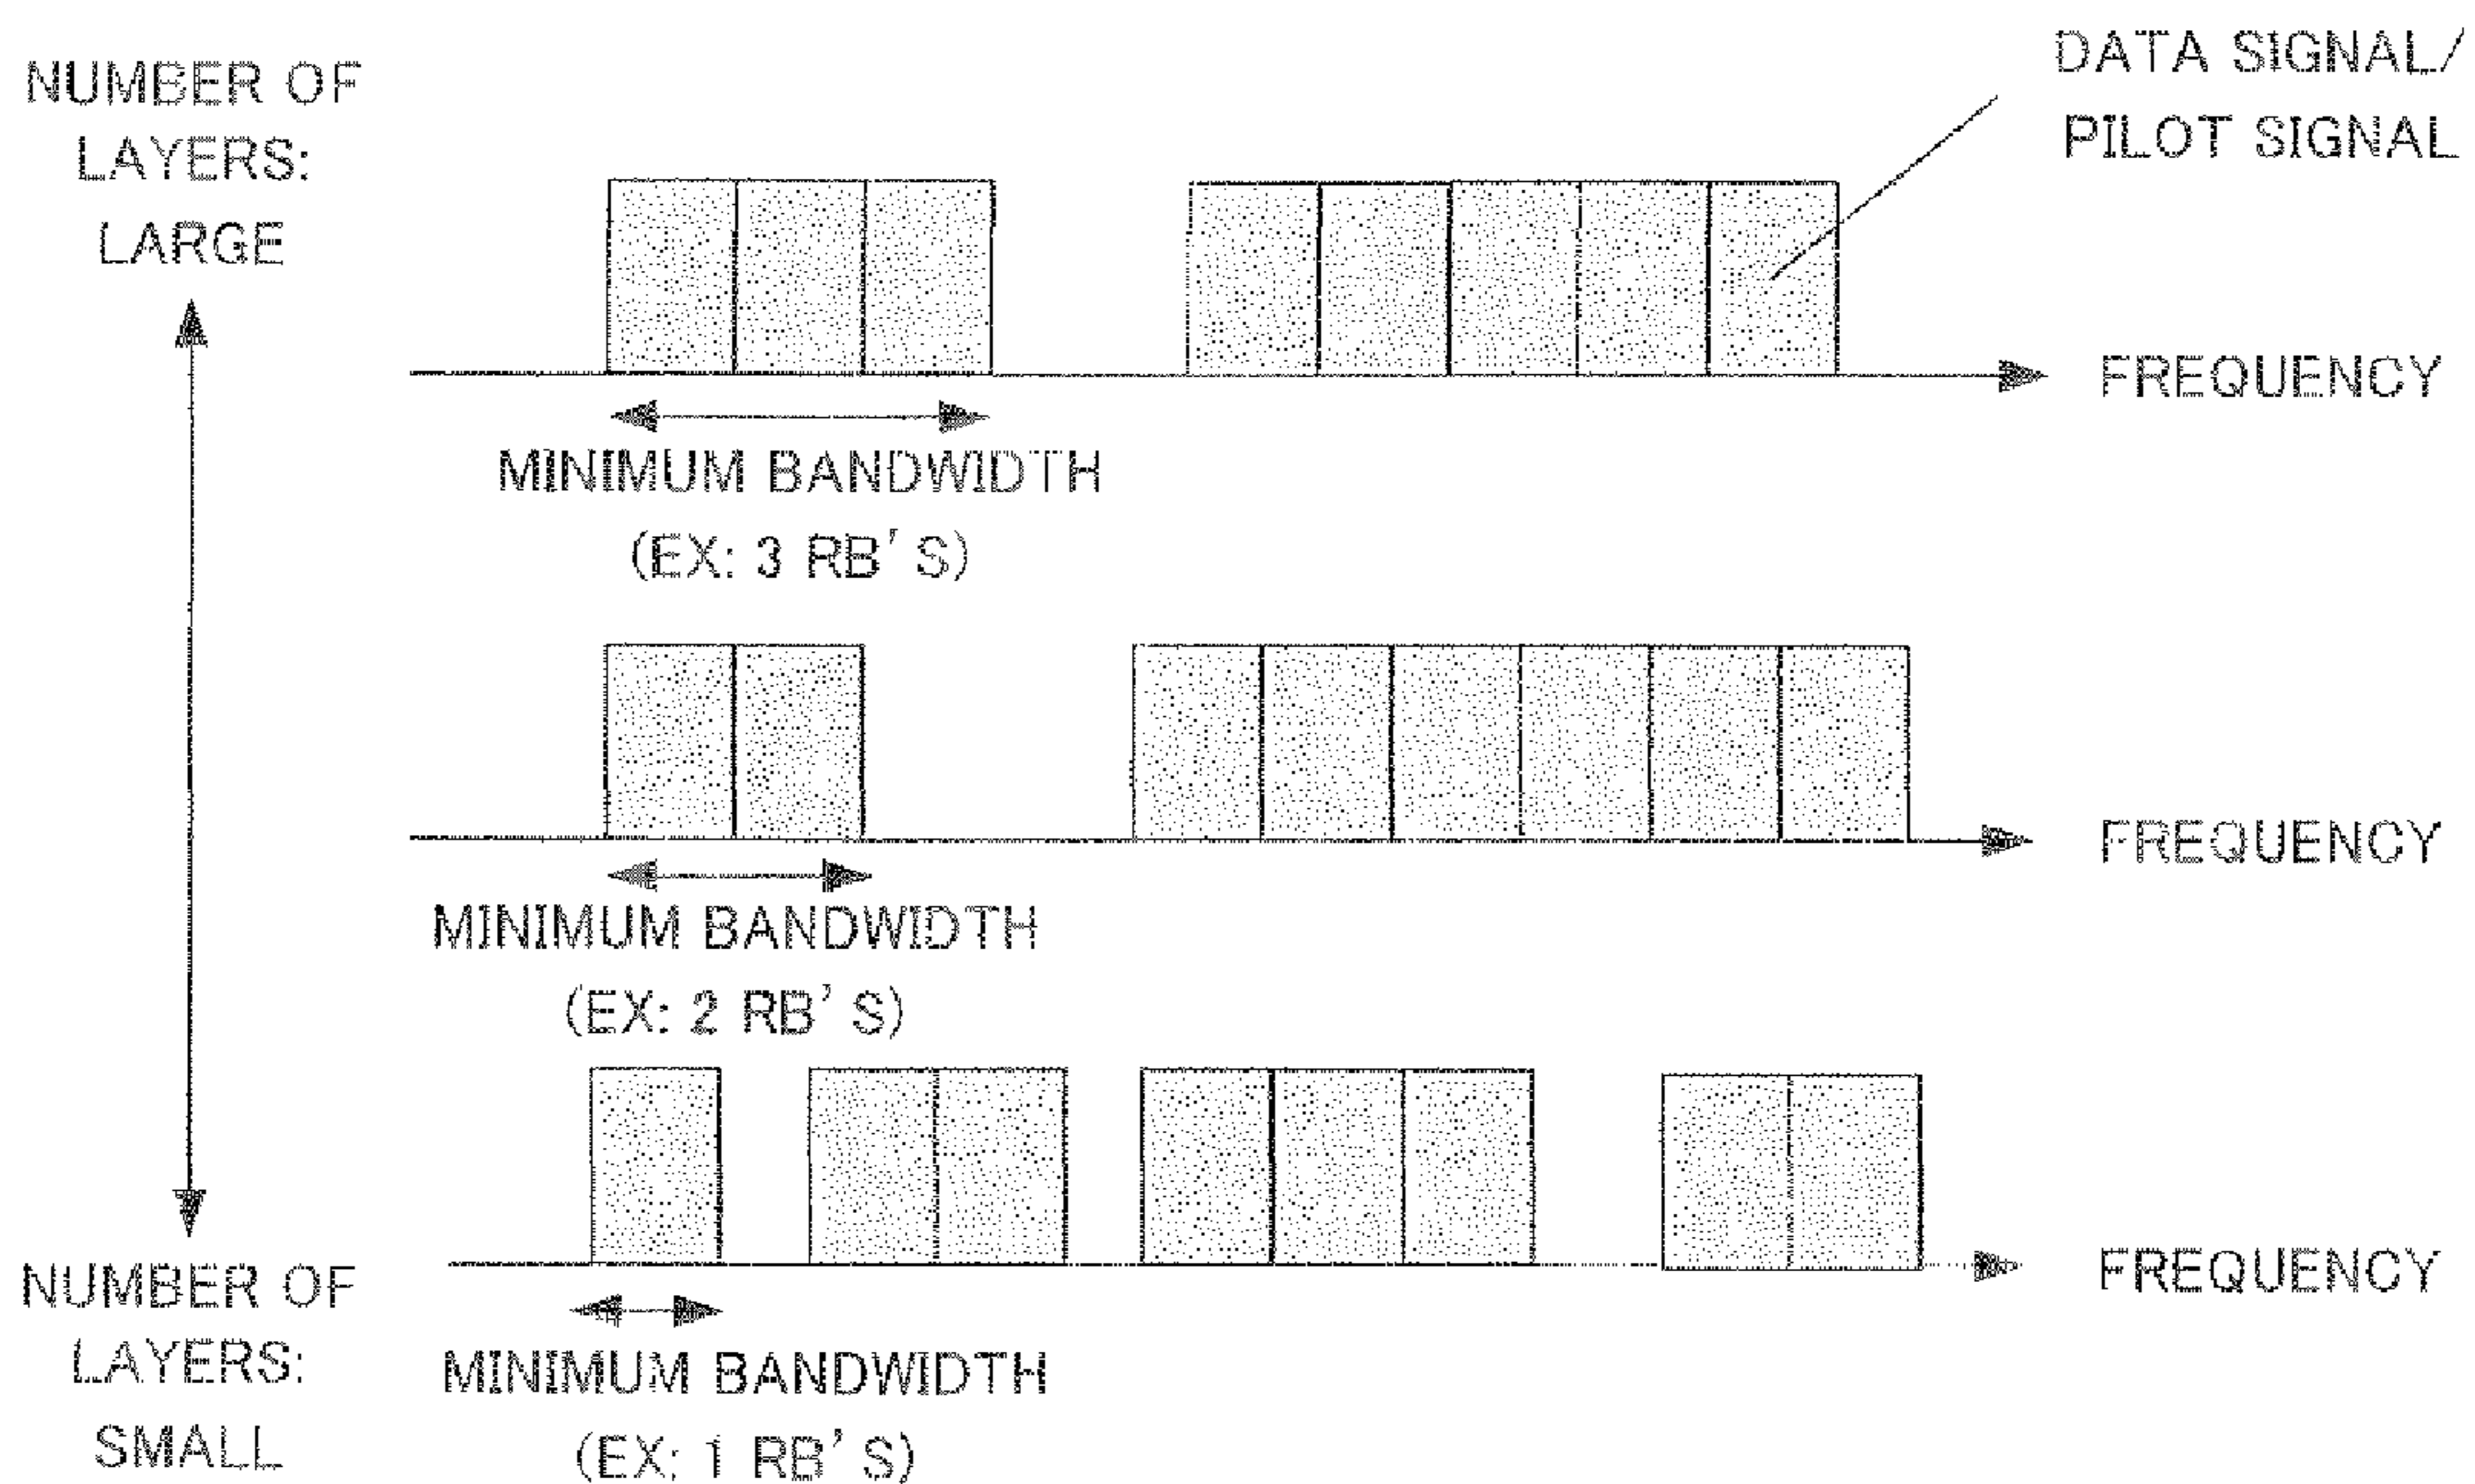 NUMBER OF
LAYERS:
LARGE
DATA SIGNAL/
PILOT SIGNAL
FREQUENCY
MINIMUM BANDWIDTH
(EX: 3 RB'S)
FREQUENCY
MINIMUM BANDWIDTH
(EX: 2 RB'S)
NUMBER OF
LAYERS:
SMALL
FREQUENCY
MINIMUM BANDWIDTH
(EX: 1 RB'S)